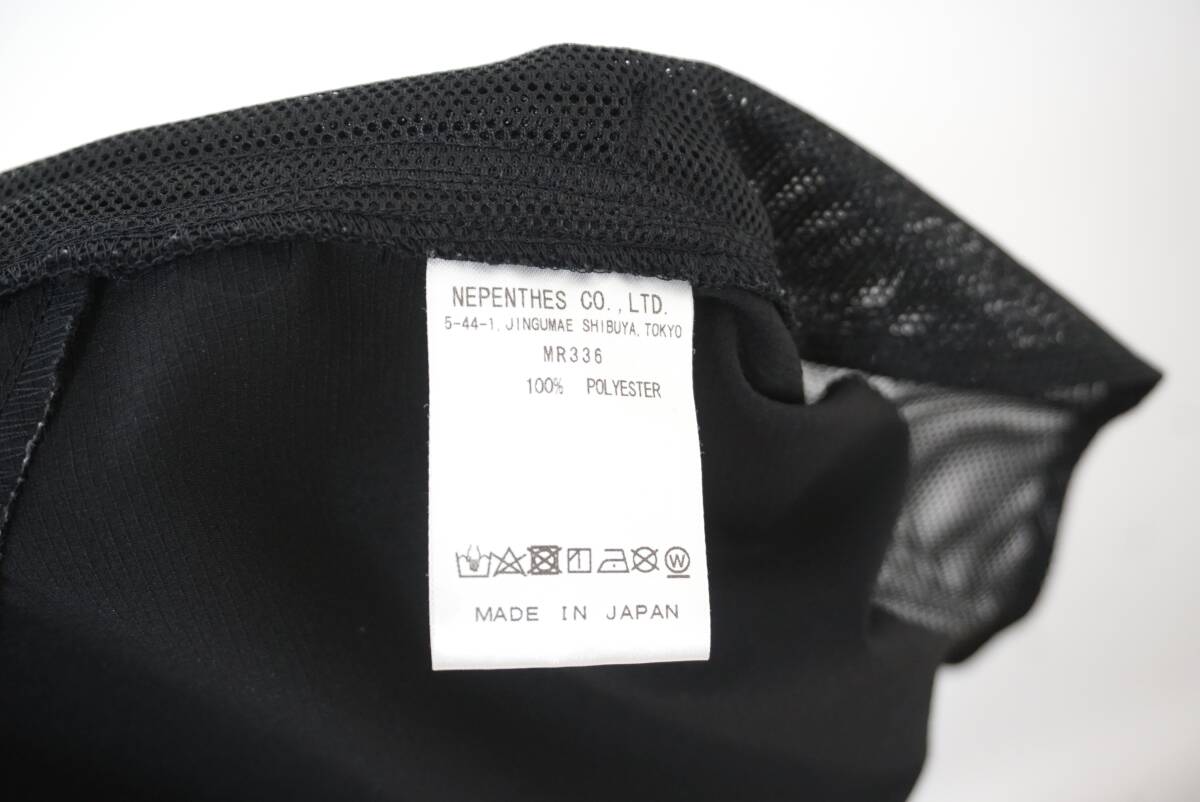 NEPENTHES CO.,LTD.
5-44-1, JINGUMAE SHIBUYA, TOKYO
MR336
100% POLYESTER
W
MADE IN JAPAN